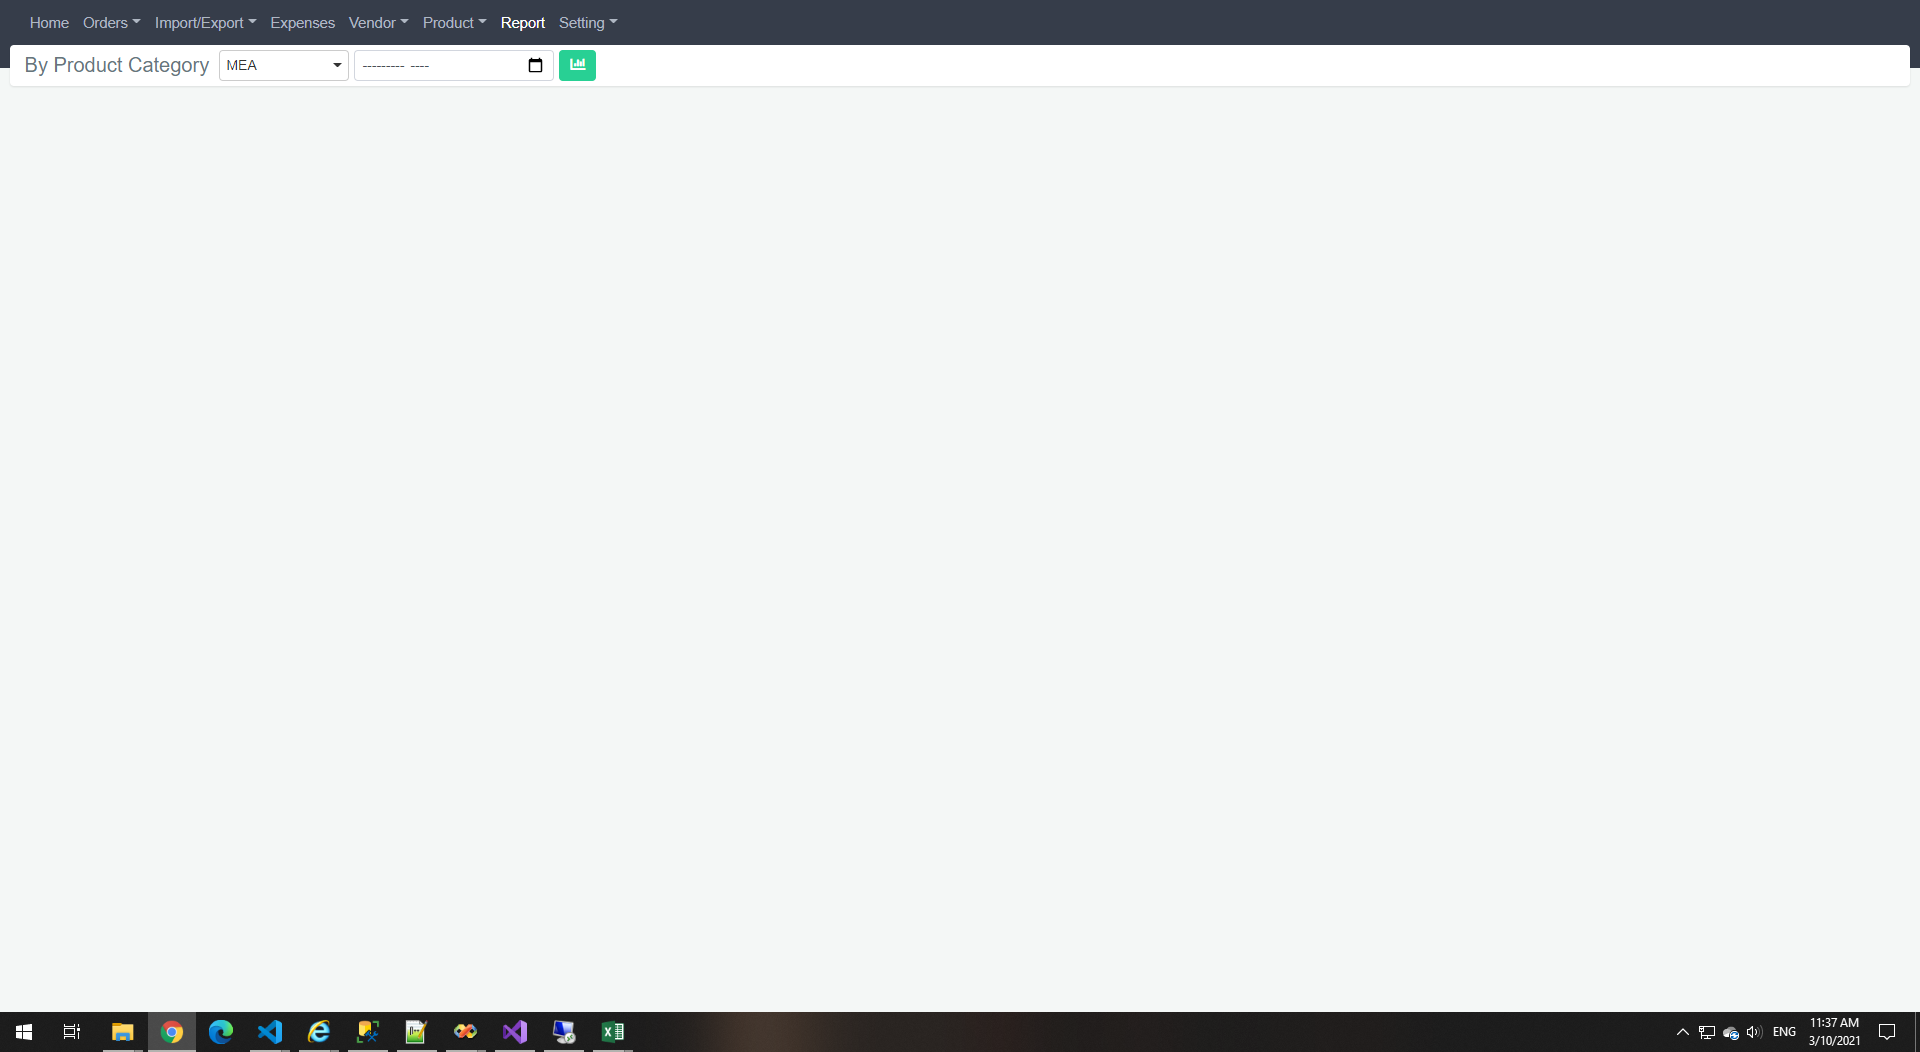 Home Orders Import/Export Expenses Vendor Product Report Setting
By Product Category MEA --------- ----
ENG 11:37 AM
3/10/2021